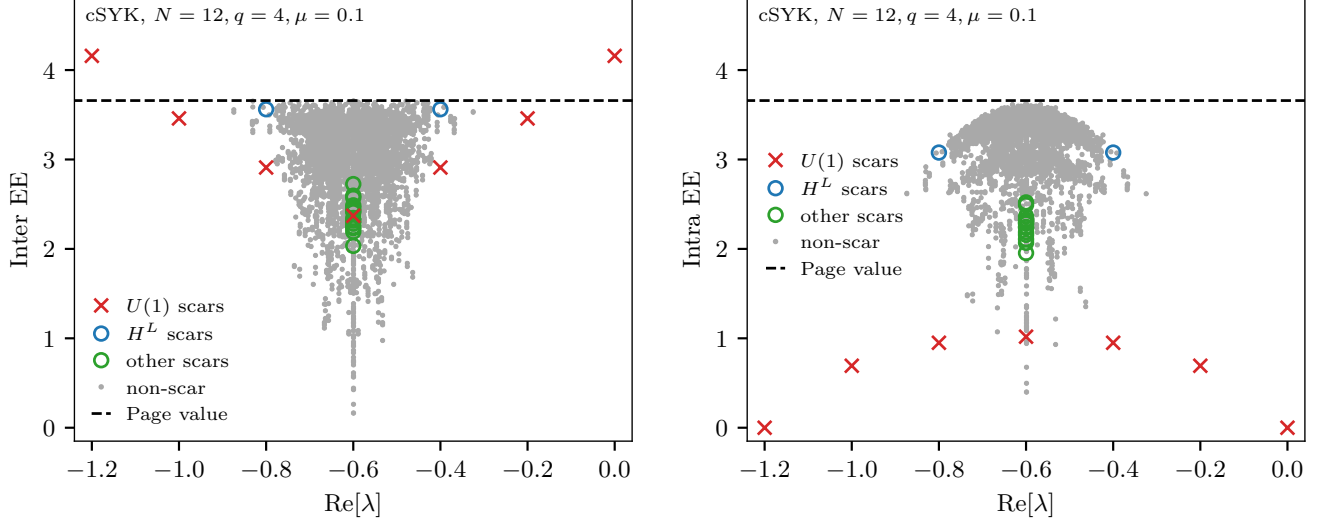 cSYK, N = 12, q = 4, μ = 0.1
Inter EE
4
3
2
1
0
U(1) scars
H^L scars
other scars
non-scar
Page value
−1.2
−1.0
−0.8
−0.6
−0.4
−0.2
0.0
Re[λ]
cSYK, N = 12, q = 4, μ = 0.1
Intra EE
4
3
2
1
0
U(1) scars
H^L scars
other scars
non-scar
Page value
−1.2
−1.0
−0.8
−0.6
−0.4
−0.2
0.0
Re[λ]